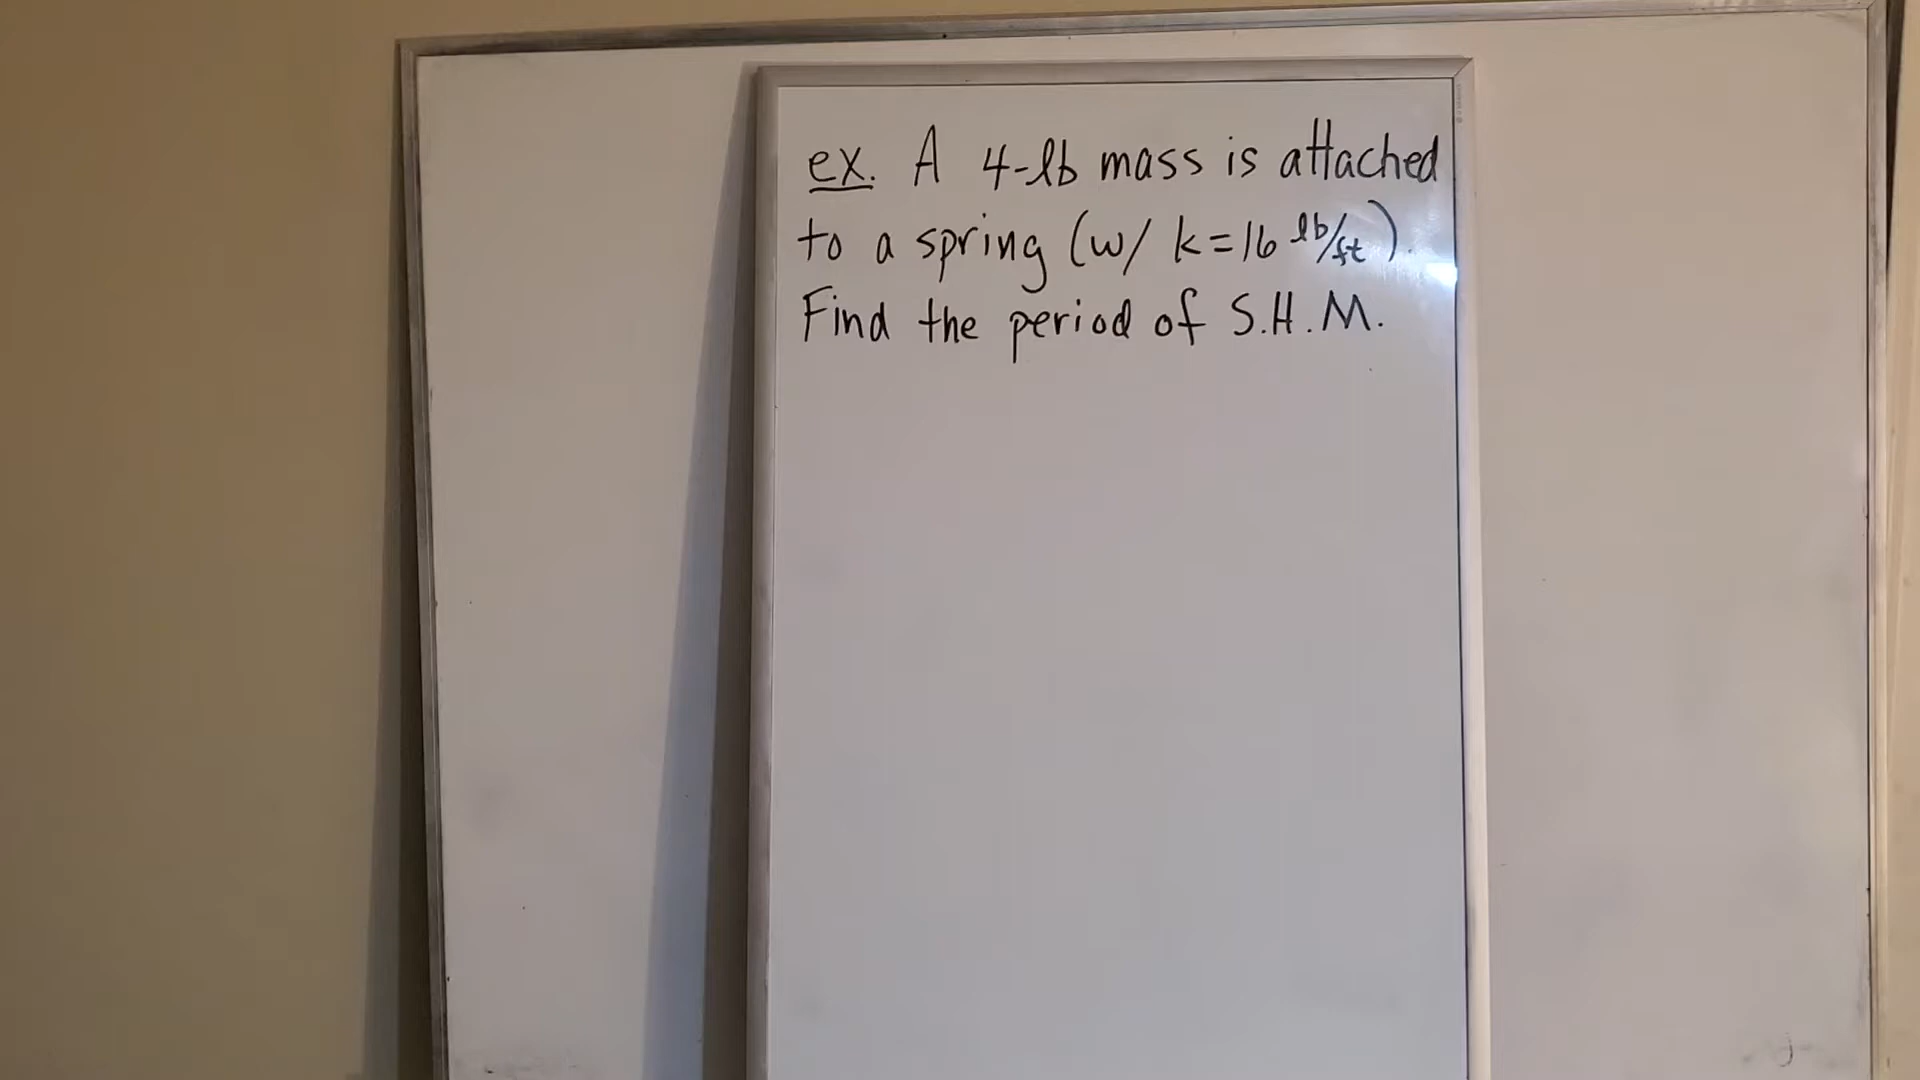 ex. A 4-lb mass is attached
to a spring (w/ k=16 lb/ft).
Find the period of S.H.M.